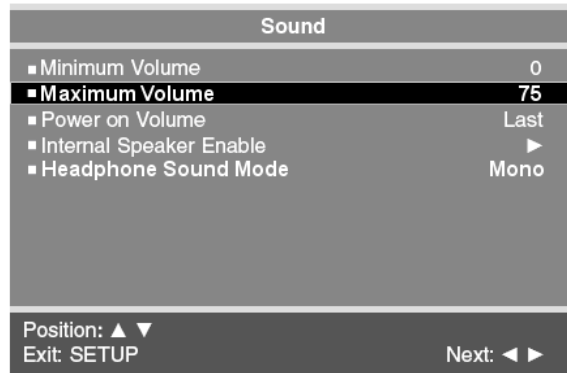 Sound
■ Minimum Volume 0
■ Maximum Volume 75
■ Power on Volume Last
■ Internal Speaker Enable ►
■ Headphone Sound Mode Mono
Position: ▲ ▼
Exit: SETUP Next: ◄ ►